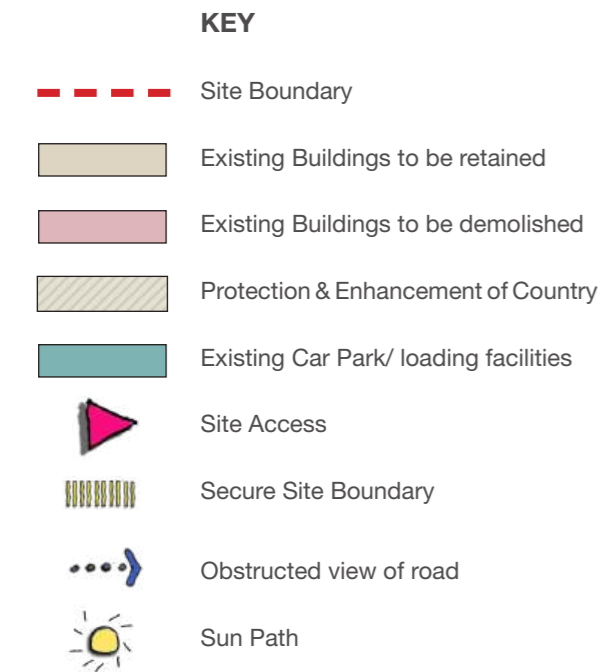 KEY
Site Boundary
Existing Buildings to be retained
Existing Buildings to be demolished
Protection & Enhancement of Country
Existing Car Park/ loading facilities
Site Access
Secure Site Boundary
Obstructed view of road
Sun Path